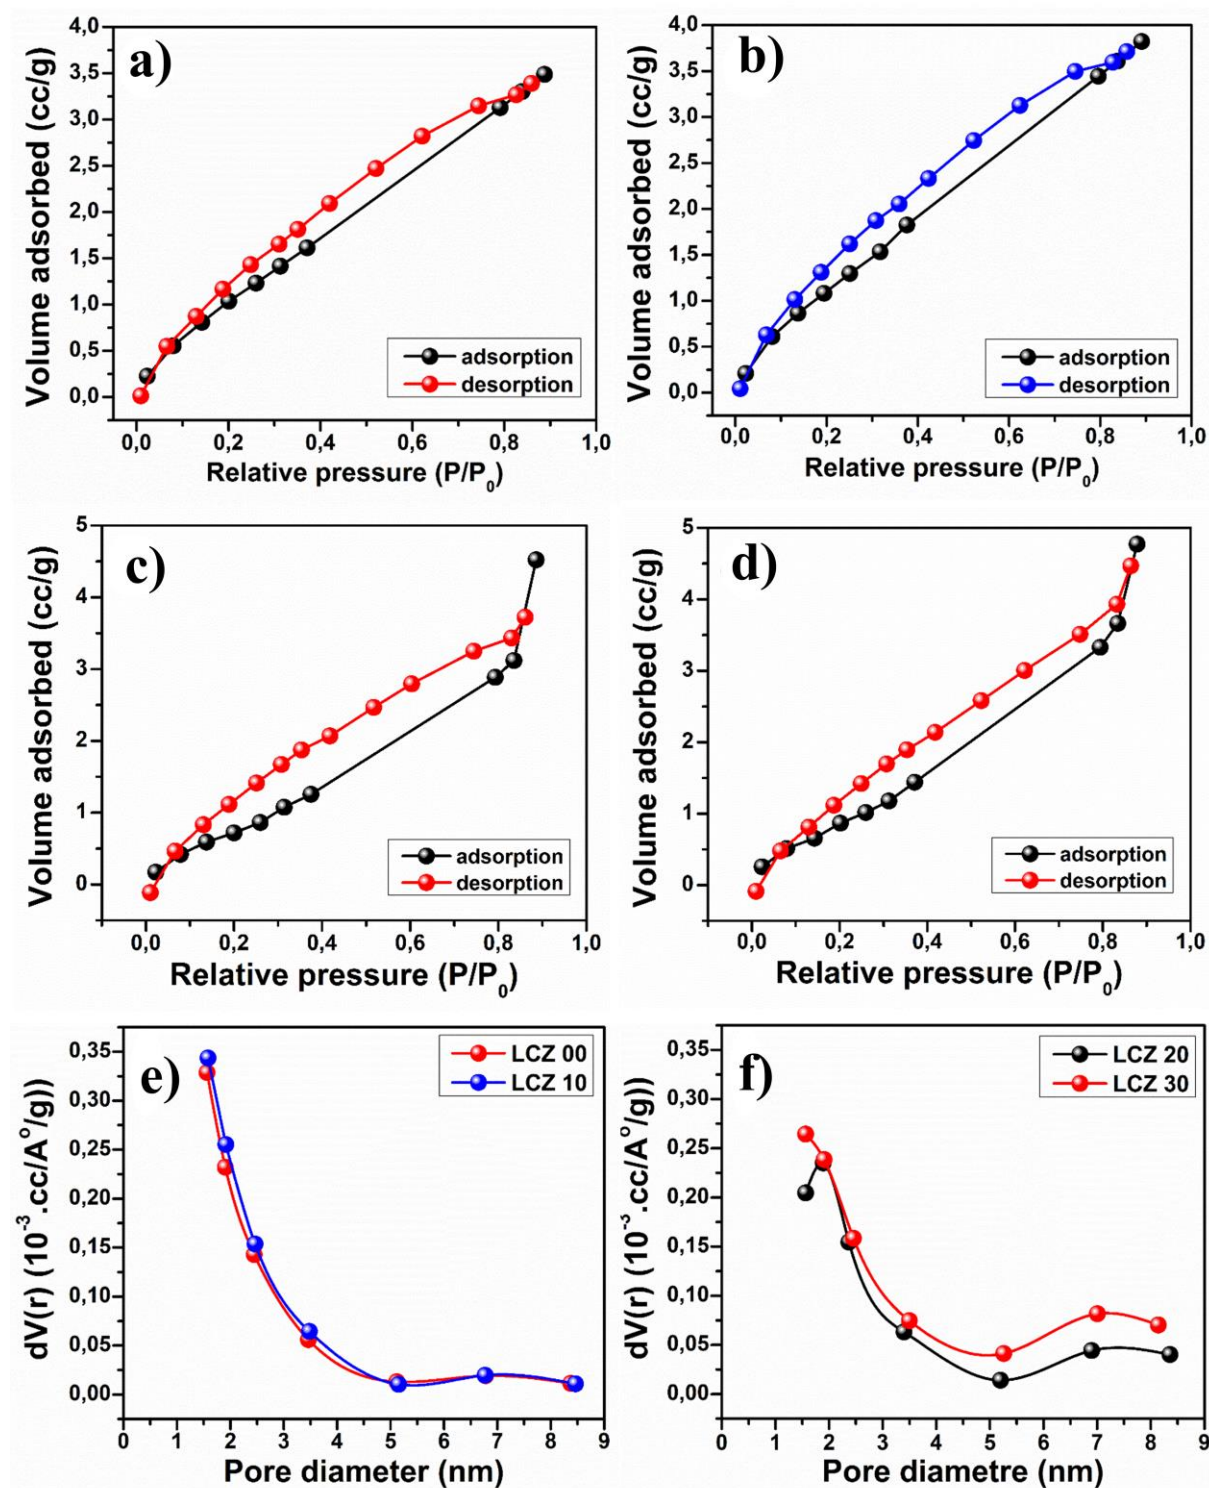 a)
Volume adsorbed (cc/g)
4,0
3,5
3,0
2,5
2,0
1,5
1,0
0,5
0,0
adsorption
desorption
0,0 0,2 0,4 0,6 0,8 1,0
Relative pressure (P/P0)
b)
Volume adsorbed (cc/g)
4,0
3,5
3,0
2,5
2,0
1,5
1,0
0,5
0,0
adsorption
desorption
0,0 0,2 0,4 0,6 0,8 1,0
Relative pressure (P/P0)
c)
Volume adsorbed (cc/g)
5
4
3
2
1
0
adsorption
desorption
0,0 0,2 0,4 0,6 0,8 1,0
Relative pressure (P/P0)
d)
Volume adsorbed (cc/g)
5
4
3
2
1
0
adsorption
desorption
0,0 0,2 0,4 0,6 0,8 1,0
Relative pressure (P/P0)
e)
dV(r) (10-3.cc/Ao/g))
0,35
0,30
0,25
0,20
0,15
0,10
0,05
0,00
LCZ 00
LCZ 10
0 1 2 3 4 5 6 7 8 9
Pore diameter (nm)
f)
dV(r) (10-3.cc/Ao/g))
0,35
0,30
0,25
0,20
0,15
0,10
0,05
0,00
LCZ 20
LCZ 30
0 1 2 3 4 5 6 7 8 9
Pore diametre (nm)